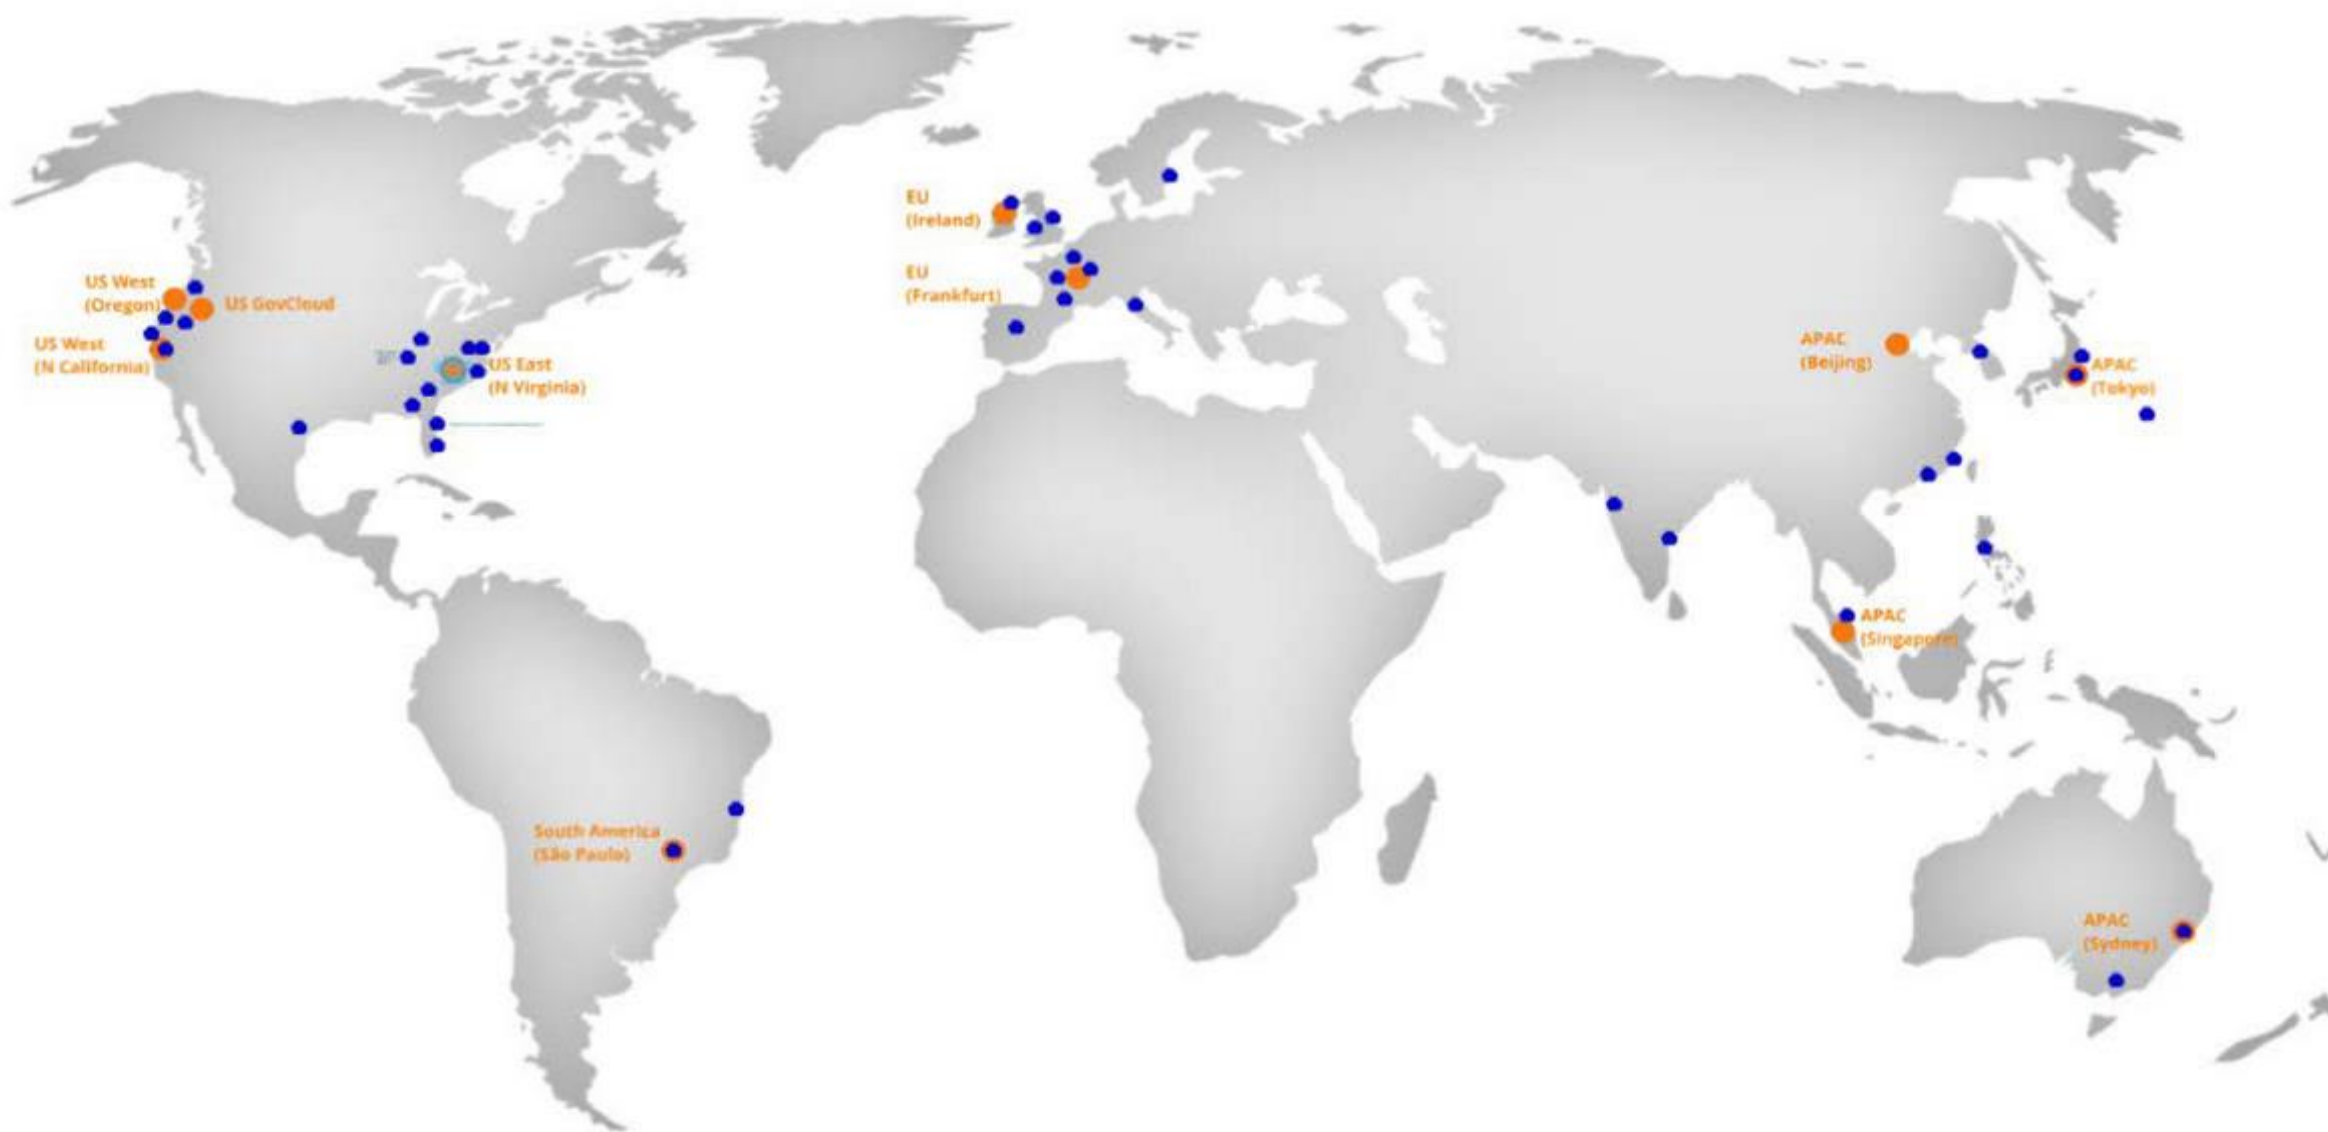 EU
(Ireland)
EU
(Frankfurt)
US West
(Oregon)
US GovCloud
US West
(N California)
US East
(N Virginia)
APAC
(Beijing)
APAC
(Tokyo)
APAC
(Singapore)
South America
(São Paulo)
APAC
(Sydney)